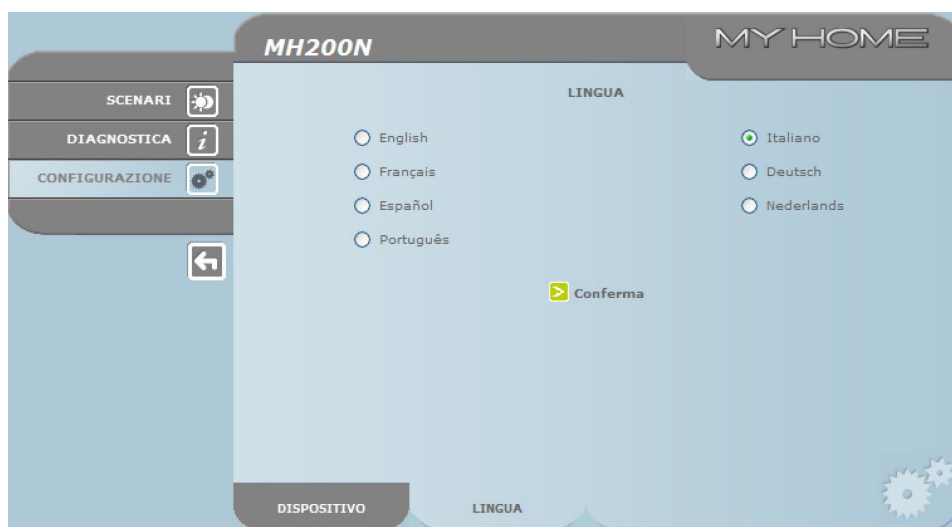 MH200N
MY HOME
SCENARI
DIAGNOSTICA
CONFIGURAZIONE
LINGUA
English
Italiano
Français
Deutsch
Español
Nederlands
Português
Conferma
DISPOSITIVO
LINGUA